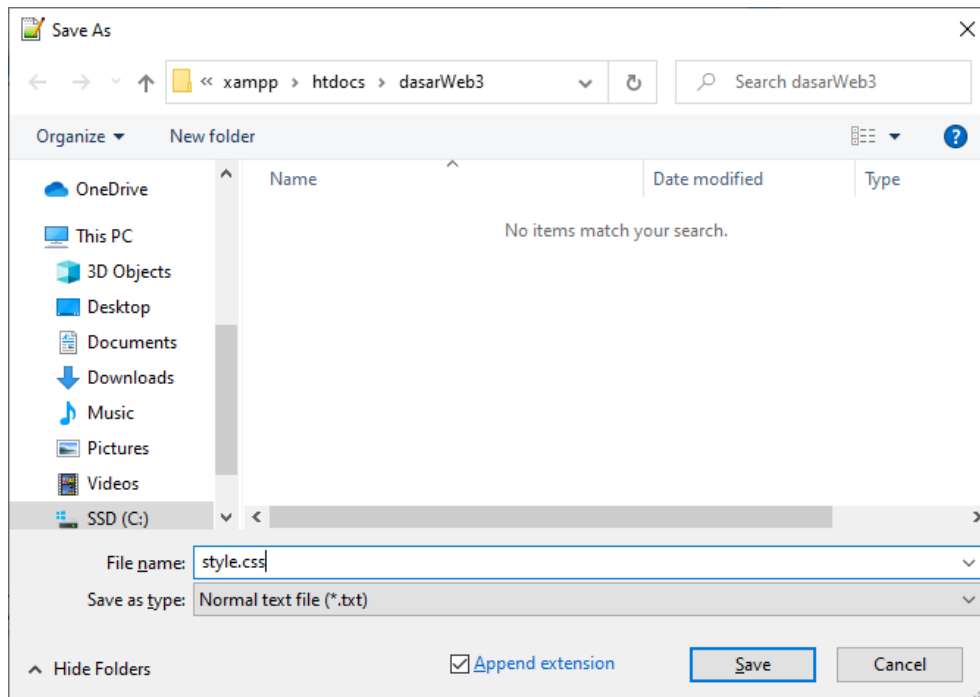 Save As
« xampp > htdocs > dasarWeb3
Search dasarWeb3
Organize
New folder
Name
Date modified
Type
No items match your search.
OneDrive
This PC
3D Objects
Desktop
Documents
Downloads
Music
Pictures
Videos
SSD (C:)
File name: style.css
Save as type: Normal text file (*.txt)
Hide Folders
Append extension
Save
Cancel